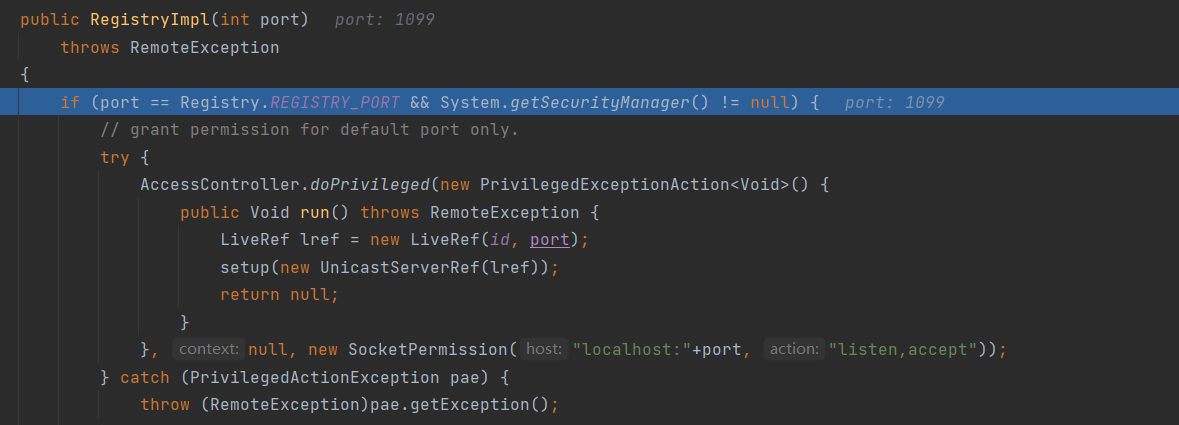 public RegistryImpl(int port)   port: 1099
    throws RemoteException
{
    if (port == Registry.REGISTRY_PORT && System.getSecurityManager() != null) {   port: 1099
        // grant permission for default port only.
        try {
            AccessController.doPrivileged(new PrivilegedExceptionAction<Void>() {
                public Void run() throws RemoteException {
                    LiveRef lref = new LiveRef(id, port);
                    setup(new UnicastServerRef(lref));
                    return null;
                }
            }, context: null, new SocketPermission( host: "localhost:"+port, action: "listen,accept"));
        } catch (PrivilegedActionException pae) {
            throw (RemoteException)pae.getException();